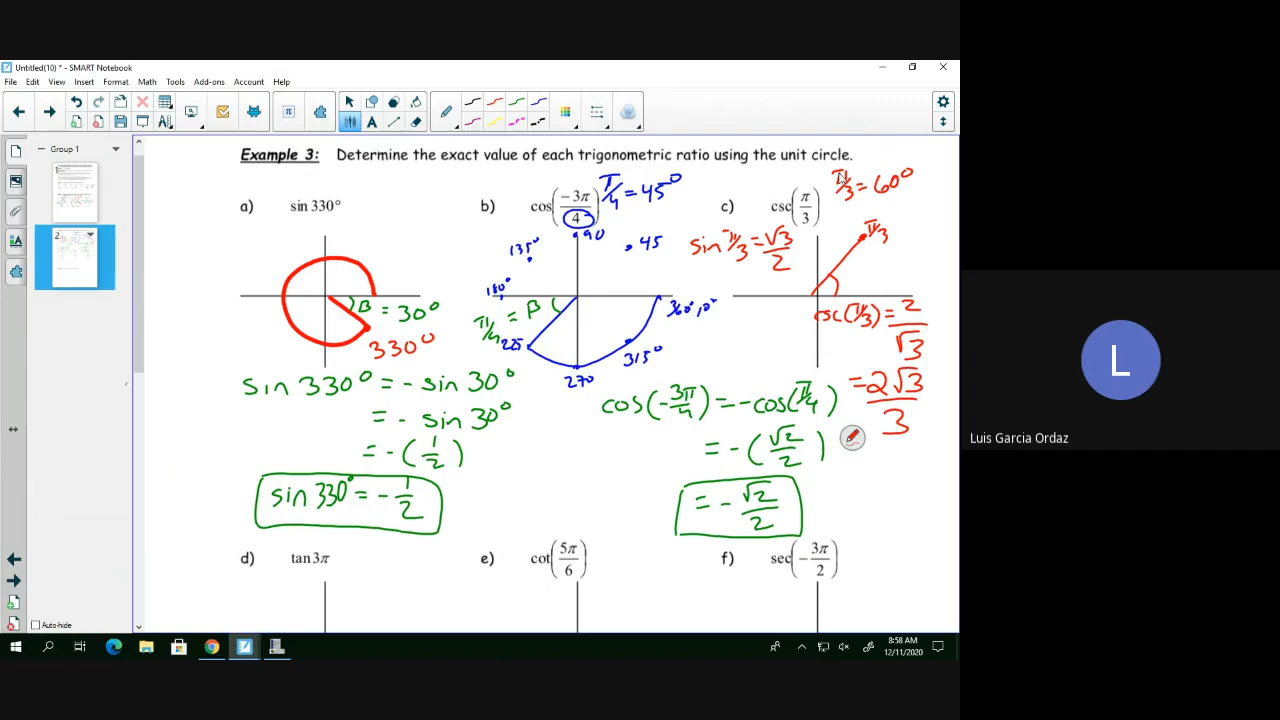 Untitled(10) * - SMART Notebook
File Edit View Insert Format Math Tools Add-ons Account Help
Group 1
2
Auto-hide
Example 3: Determine the exact value of each trigonometric ratio using the unit circle.
a) sin 330°
β = 30°
330°
sin 330° = - sin 30°
= - sin 30°
= - (1/2)
sin 330° = - 1/2
b) cos(-3π/4)
π/4 = 45°
90
135°
45
180°
360°, 0°
π/4 = β
225
315°
270
cos(-3π/4) = -cos(π/4)
= - (√2/2)
= - √2/2
c) csc(π/3)
π/3 = 60°
sin π/3 = √3/2
π/3
csc(π/3) = 2/√3
= 2√3/3
d) tan 3π
e) cot(5π/6)
f) sec(-3π/2)
8:58 AM
12/11/2020
L
Luis Garcia Ordaz